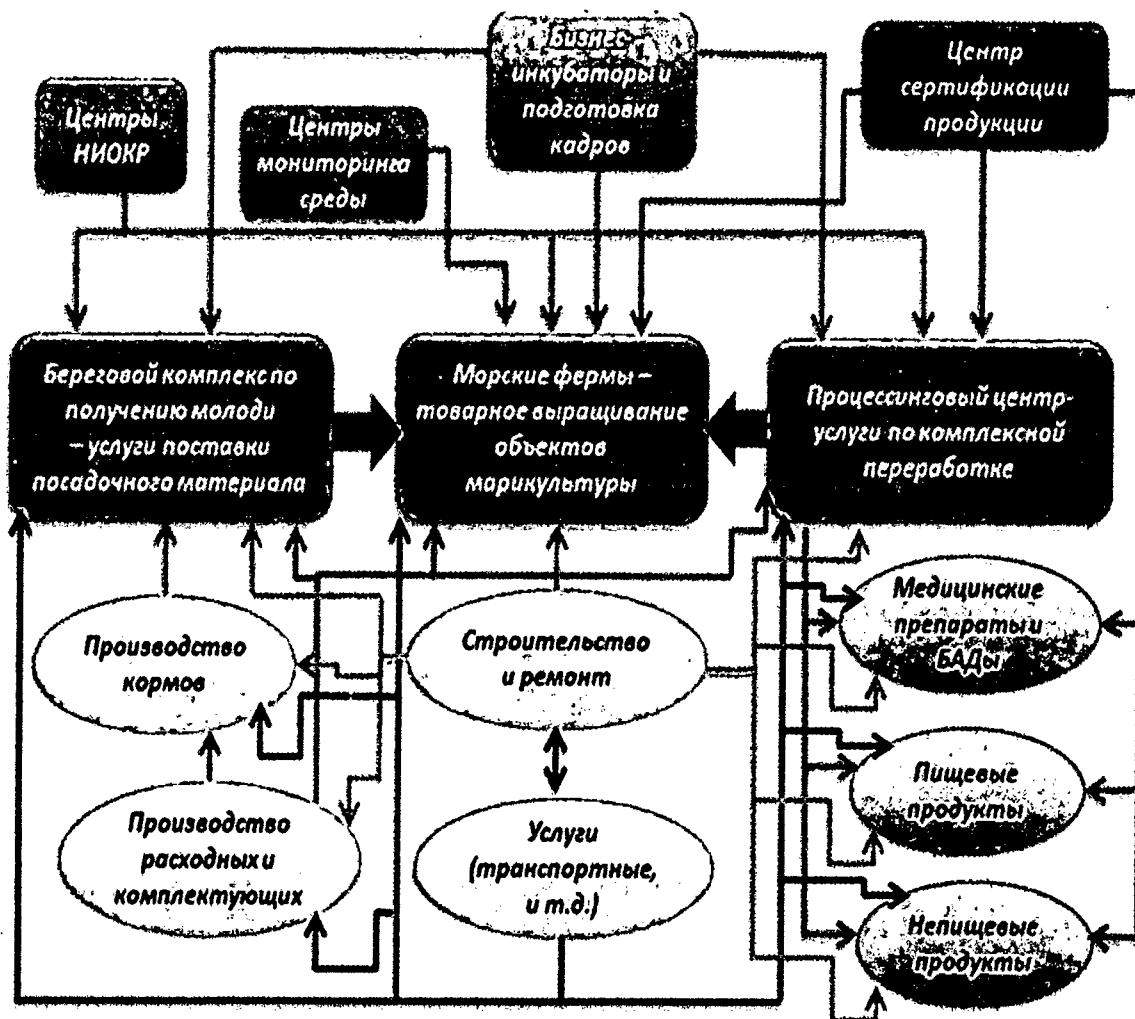 Бизнес-
инкубаторы и
подготовка
кадров
Центр
сертификации
продукции
Центры
НИОКР
Центры
мониторинга
среды
Береговой комплекс по
получению молоди
– услуги поставки
посадочного материала
Морские фермы –
товарное выращивание
объектов
марикультуры
Процессинговый центр-
услуги по комплексной
переработке
Производство
кормов
Строительство
и ремонт
Медицинские
препараты и
БАДы
Производство
расходных и
комплектующих
Услуги
(транспортные,
и т.д.)
Пищевые
продукты
Непищевые
продукты